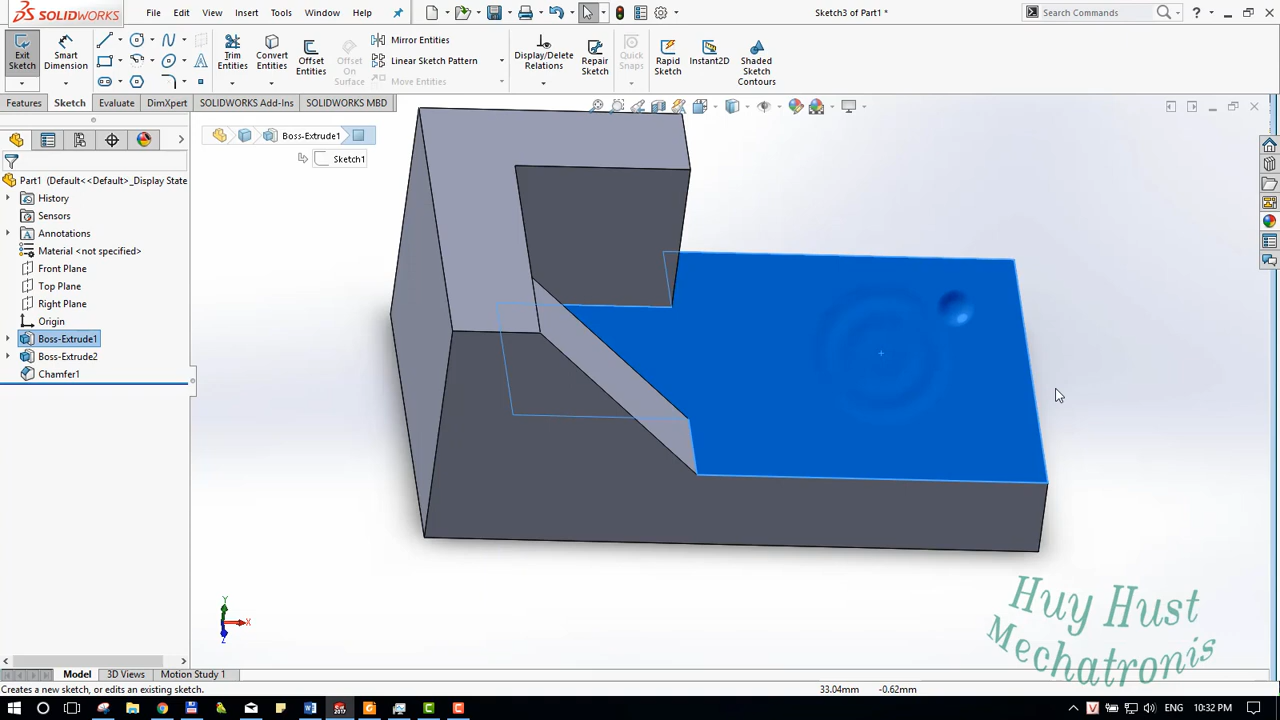 SOLIDWORKS File Edit View Insert Tools Window Help Sketch3 of Part1 * Search Commands
Exit Sketch Smart Dimension Trim Entities Convert Entities Offset Entities Offset On Surface Mirror Entities Linear Sketch Pattern Move Entities Display/Delete Relations Repair Sketch Quick Snaps Rapid Sketch Instant2D Shaded Sketch Contours
Features Sketch Evaluate DimXpert SOLIDWORKS Add-Ins SOLIDWORKS MBD
Boss-Extrude1
Sketch1
Part1 (Default<<Default>_Display State
History
Sensors
Annotations
Material <not specified>
Front Plane
Top Plane
Right Plane
Origin
Boss-Extrude1
Boss-Extrude2
Chamfer1
Y
X
Z
Huy Hust
Mechatronis
Model 3D Views Motion Study 1
Creates a new sketch, or edits an existing sketch. 33.04mm -0.62mm
ENG 10:32 PM